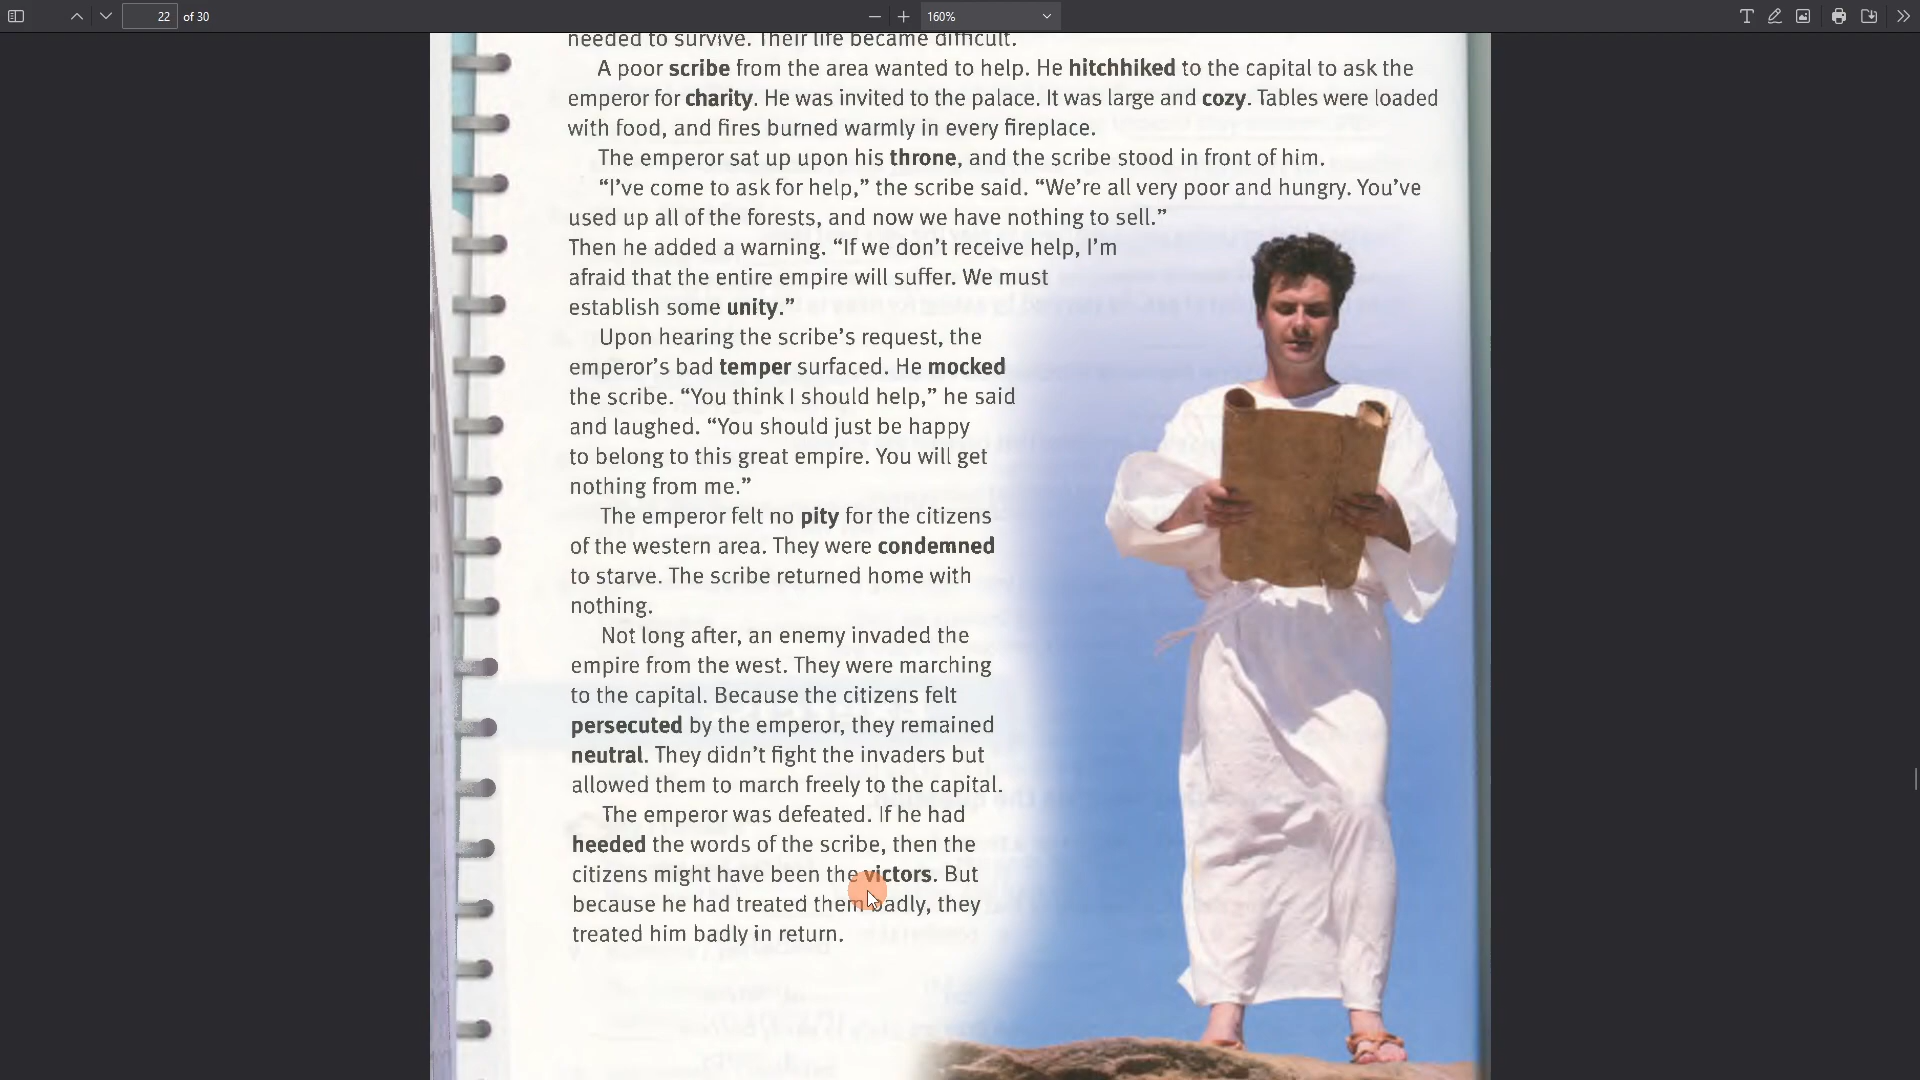 22 of 30
160%
needed to survive. Their life became difficult.
A poor scribe from the area wanted to help. He hitchhiked to the capital to ask the
emperor for charity. He was invited to the palace. It was large and cozy. Tables were loaded
with food, and fires burned warmly in every fireplace.
The emperor sat up upon his throne, and the scribe stood in front of him.
“I’ve come to ask for help,” the scribe said. “We’re all very poor and hungry. You’ve
used up all of the forests, and now we have nothing to sell.”
Then he added a warning. “If we don’t receive help, I’m
afraid that the entire empire will suffer. We must
establish some unity.”
Upon hearing the scribe’s request, the
emperor’s bad temper surfaced. He mocked
the scribe. “You think I should help,” he said
and laughed. “You should just be happy
to belong to this great empire. You will get
nothing from me.”
The emperor felt no pity for the citizens
of the western area. They were condemned
to starve. The scribe returned home with
nothing.
Not long after, an enemy invaded the
empire from the west. They were marching
to the capital. Because the citizens felt
persecuted by the emperor, they remained
neutral. They didn’t fight the invaders but
allowed them to march freely to the capital.
The emperor was defeated. If he had
heeded the words of the scribe, then the
citizens might have been the victors. But
because he had treated them badly, they
treated him badly in return.